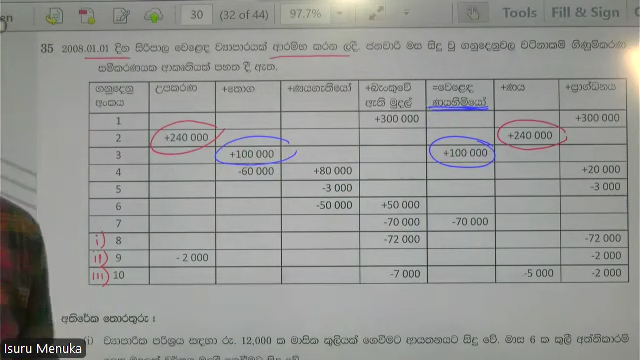 30 (32 of 44) 97.7% Tools Fill & Sign
35 2008.01.01 දින සිරිපාල වෙළෙඳ ව්‍යාපාරයක් ආරම්භ කරන ලදී. ජනවාරි මස සිදු වූ ගනුදෙනුවල වටිනාකම් ගිණුම්කරණ
සමීකරණයක ආකෘතියක් පහත දී ඇත.
ගනුදෙනු උපකරණ +තොග +ණයගැතියෝ +බැංකුවේ =වෙළෙඳ +ණය +ප්‍රාග්ධනය
අංකය ඇති මුදල් ණයහිමියෝ
1 +300 000 +300 000
2 +240 000 +240 000
3 +100 000 +100 000
4 -60 000 +80 000 +20 000
5 -3 000 -3 000
6 -50 000 +50 000
7 -70 000 -70 000
i) 8 -72 000 -72 000
ii) 9 - 2 000 -2 000
iii) 10 -7 000 -5 000 -2 000
අතිරේක තොරතුරු :
(i) ව්‍යාපාරික පරිශ්‍රය සඳහා රු. 12,000 ක මාසික කුලියක් ගෙවීමට ආයතනයට සිදු වේ. මාස 6 ක කුලී අත්තිකාරම්
Isuru Menuka